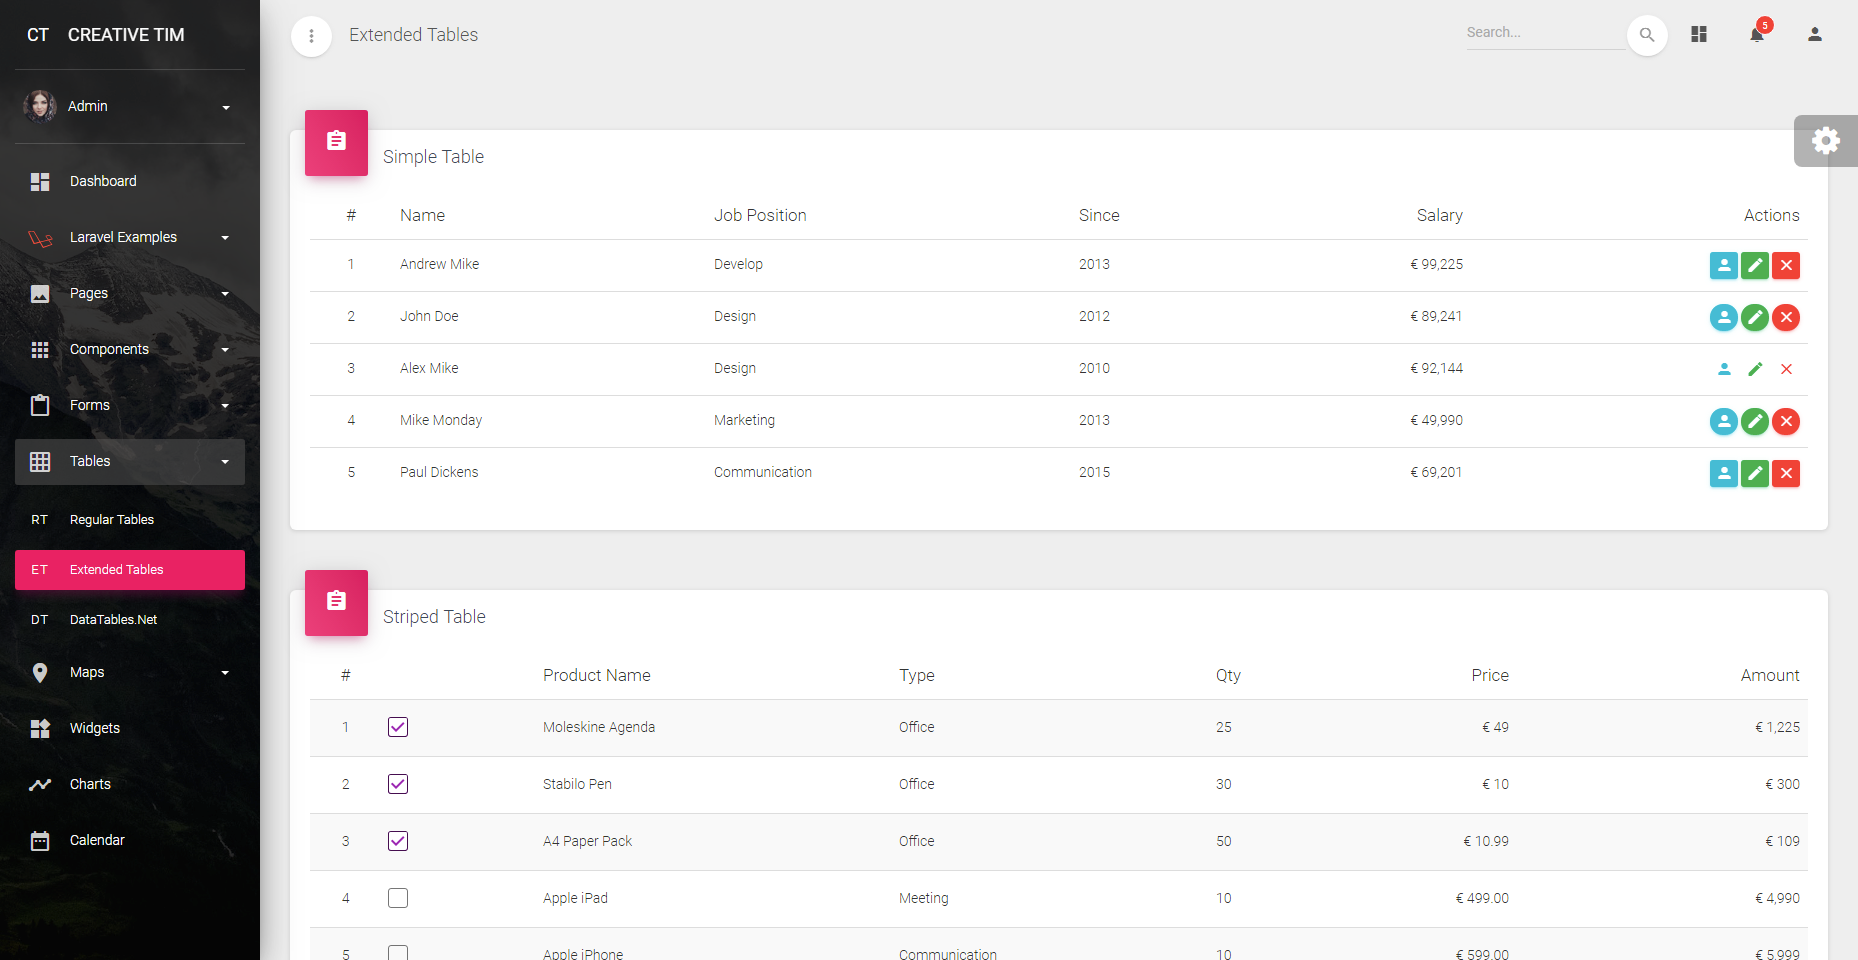 CT CREATIVE TIM
Admin
Dashboard
Laravel Examples
Pages
Components
Forms
Tables
RT Regular Tables
ET Extended Tables
DT DataTables.Net
Maps
Widgets
Charts
Calendar
Extended Tables
Search...
5
Simple Table
# Name Job Position Since Salary Actions
1 Andrew Mike Develop 2013 € 99,225
2 John Doe Design 2012 € 89,241
3 Alex Mike Design 2010 € 92,144
4 Mike Monday Marketing 2013 € 49,990
5 Paul Dickens Communication 2015 € 69,201
Striped Table
# Product Name Type Qty Price Amount
1 Moleskine Agenda Office 25 € 49 € 1,225
2 Stabilo Pen Office 30 € 10 € 300
3 A4 Paper Pack Office 50 € 10.99 € 109
4 Apple iPad Meeting 10 € 499.00 € 4,990
5 Apple iPhone Communication 10 € 599.00 € 5,999